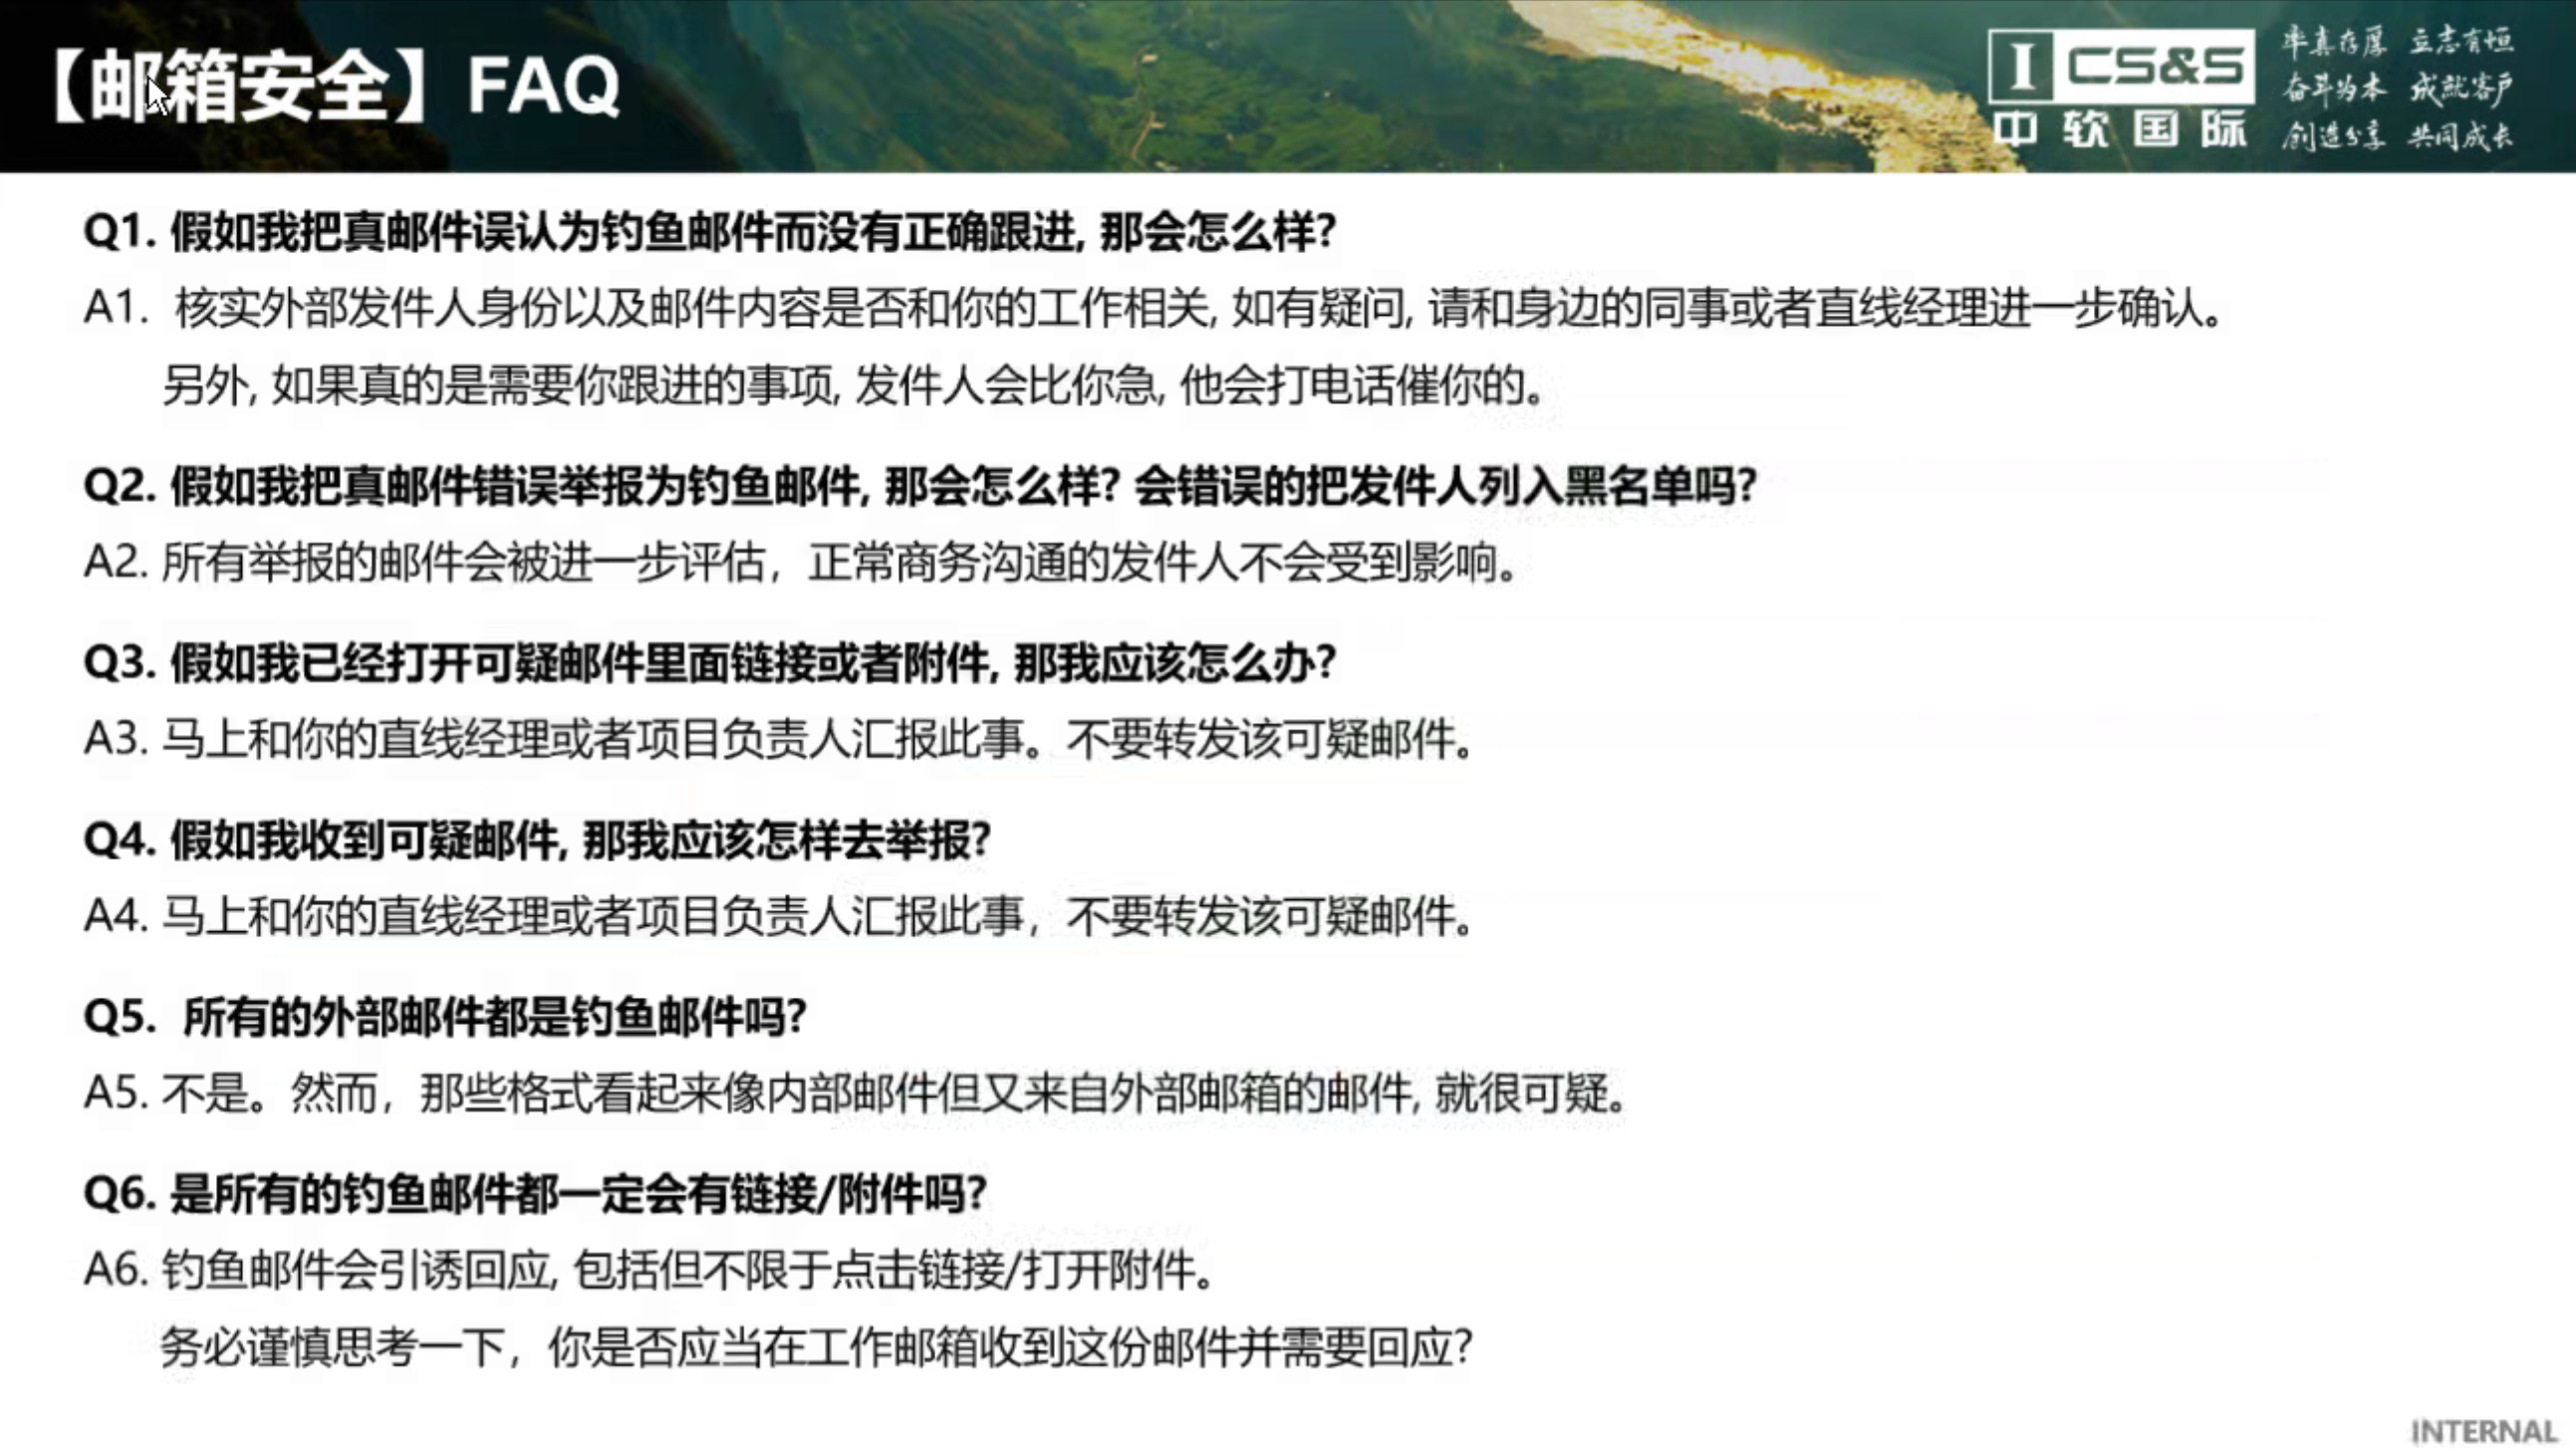 【邮箱安全】FAQ
I CS&S
中软国际
率真存厚 立志有恒
奋斗为本 成就客户
创造分享 共同成长
Q1. 假如我把真邮件误认为钓鱼邮件而没有正确跟进, 那会怎么样?
A1. 核实外部发件人身份以及邮件内容是否和你的工作相关, 如有疑问, 请和身边的同事或者直线经理进一步确认。
另外, 如果真的是需要你跟进的事项, 发件人会比你急, 他会打电话催你的。
Q2. 假如我把真邮件错误举报为钓鱼邮件, 那会怎么样? 会错误的把发件人列入黑名单吗?
A2. 所有举报的邮件会被进一步评估，正常商务沟通的发件人不会受到影响。
Q3. 假如我已经打开可疑邮件里面链接或者附件, 那我应该怎么办?
A3. 马上和你的直线经理或者项目负责人汇报此事。不要转发该可疑邮件。
Q4. 假如我收到可疑邮件, 那我应该怎样去举报?
A4. 马上和你的直线经理或者项目负责人汇报此事，不要转发该可疑邮件。
Q5. 所有的外部邮件都是钓鱼邮件吗?
A5. 不是。然而，那些格式看起来像内部邮件但又来自外部邮箱的邮件, 就很可疑。
Q6. 是所有的钓鱼邮件都一定会有链接/附件吗?
A6. 钓鱼邮件会引诱回应, 包括但不限于点击链接/打开附件。
务必谨慎思考一下，你是否应当在工作邮箱收到这份邮件并需要回应?
INTERNAL